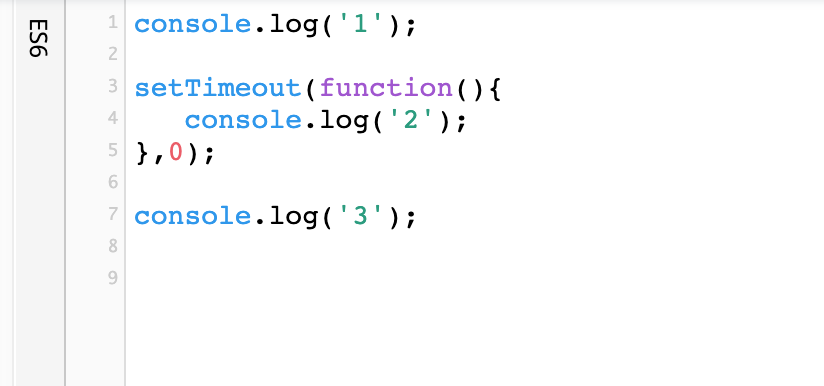 ES6
1 console.log('1');
2
3 setTimeout(function(){
4    console.log('2');
5 },0);
6
7 console.log('3');
8
9